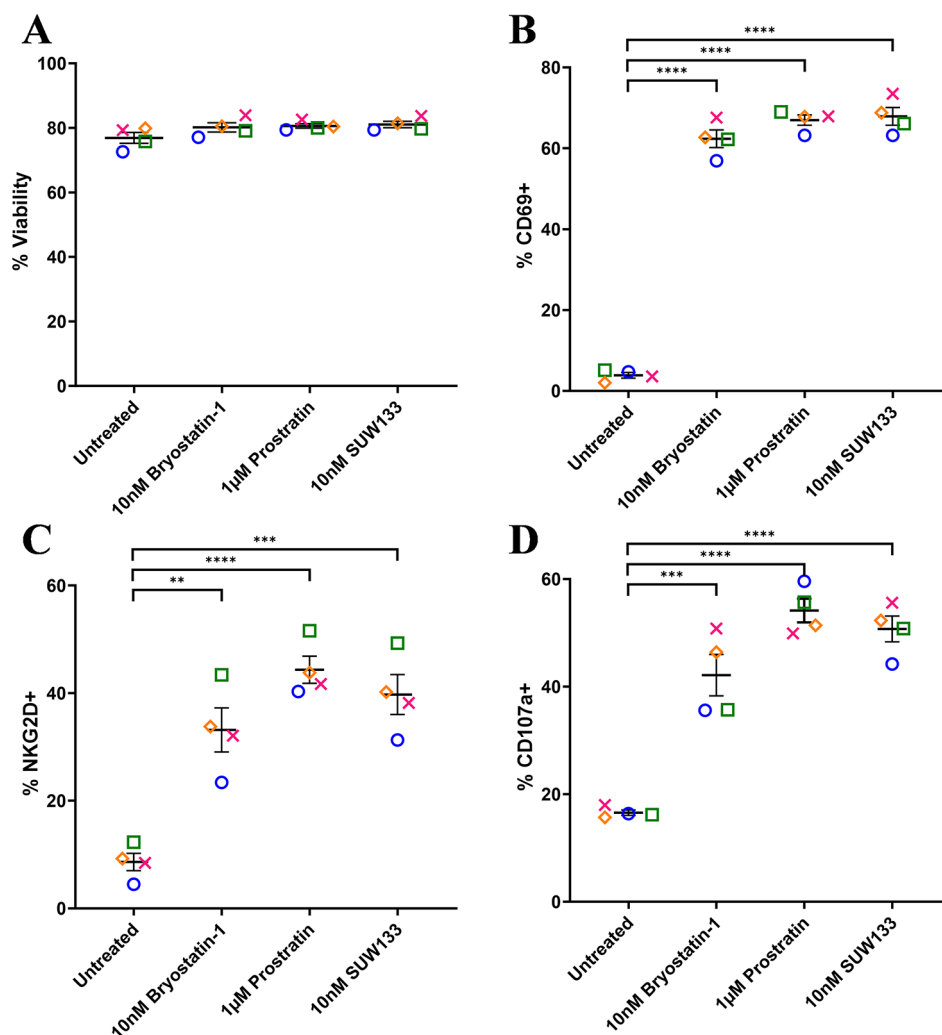 A
% Viability
100
80
60
40
20
0
Untreated
10nM Bryostatin-1
1µM Prostratin
10nM SUW133
B
% CD69+
****
****
****
80
60
40
20
0
Untreated
10nM Bryostatin
1µM Prostratin
10nM SUW133
C
% NKG2D+
***
****
**
60
40
20
0
Untreated
10nM Bryostatin-1
1µM Prostratin
10nM SUW133
D
% CD107a+
****
****
***
60
40
20
0
Untreated
10nM Bryostatin-1
1µM Prostratin
10nM SUW133